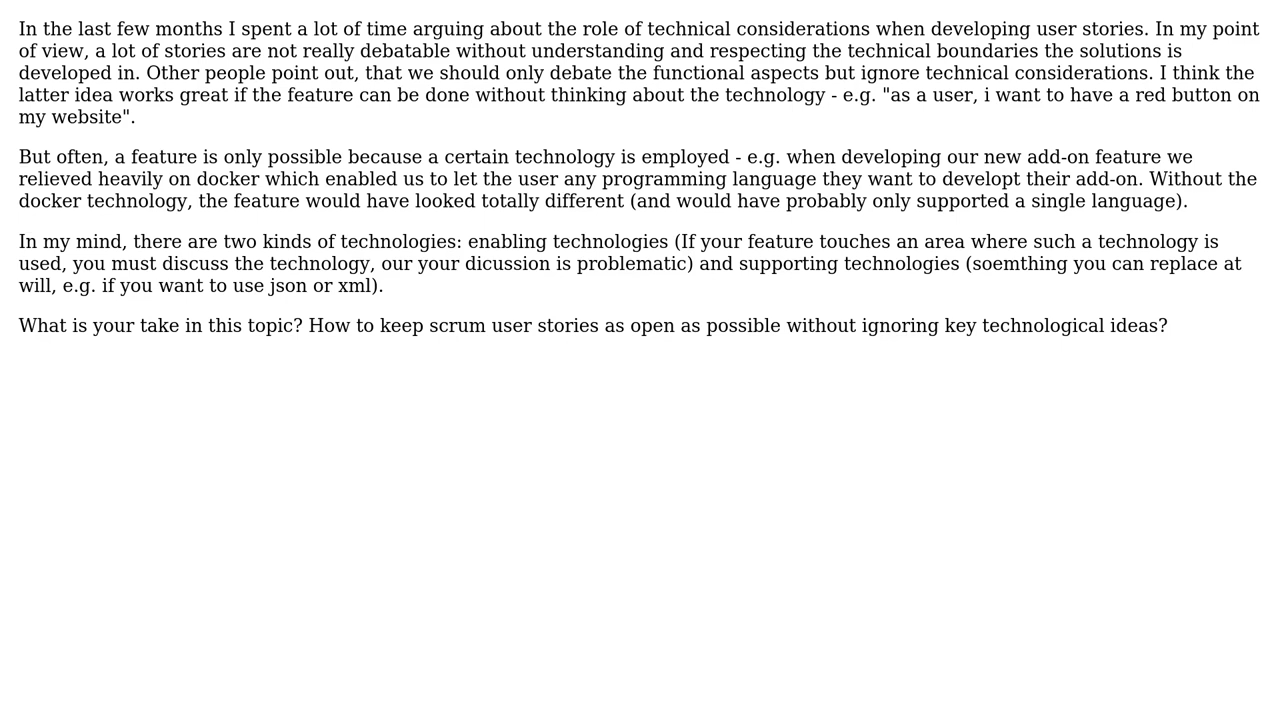 In the last few months I spent a lot of time arguing about the role of technical considerations when developing user stories. In my point
of view, a lot of stories are not really debatable without understanding and respecting the technical boundaries the solutions is
developed in. Other people point out, that we should only debate the functional aspects but ignore technical considerations. I think the
latter idea works great if the feature can be done without thinking about the technology - e.g. "as a user, i want to have a red button on
my website".
But often, a feature is only possible because a certain technology is employed - e.g. when developing our new add-on feature we
relieved heavily on docker which enabled us to let the user any programming language they want to developt their add-on. Without the
docker technology, the feature would have looked totally different (and would have probably only supported a single language).
In my mind, there are two kinds of technologies: enabling technologies (If your feature touches an area where such a technology is
used, you must discuss the technology, our your dicussion is problematic) and supporting technologies (soemthing you can replace at
will, e.g. if you want to use json or xml).
What is your take in this topic? How to keep scrum user stories as open as possible without ignoring key technological ideas?